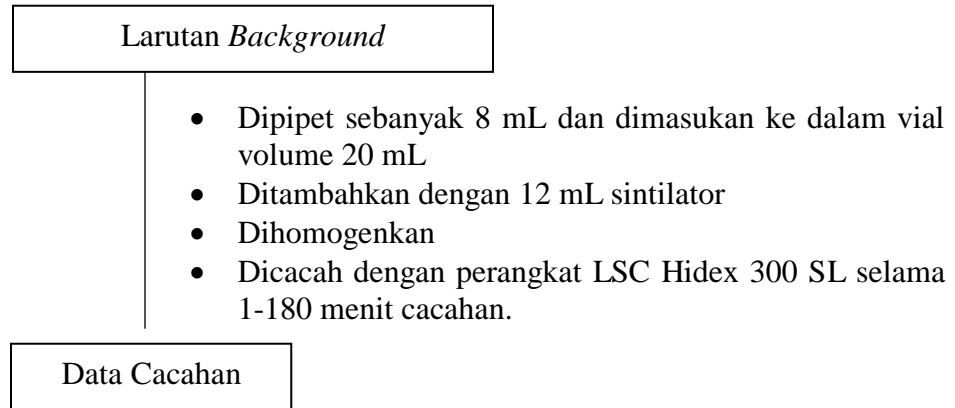 Larutan Background
• Dipipet sebanyak 8 mL dan dimasukan ke dalam vial
volume 20 mL
• Ditambahkan dengan 12 mL sintilator
• Dihomogenkan
• Dicacah dengan perangkat LSC Hidex 300 SL selama
1-180 menit cacahan.
Data Cacahan